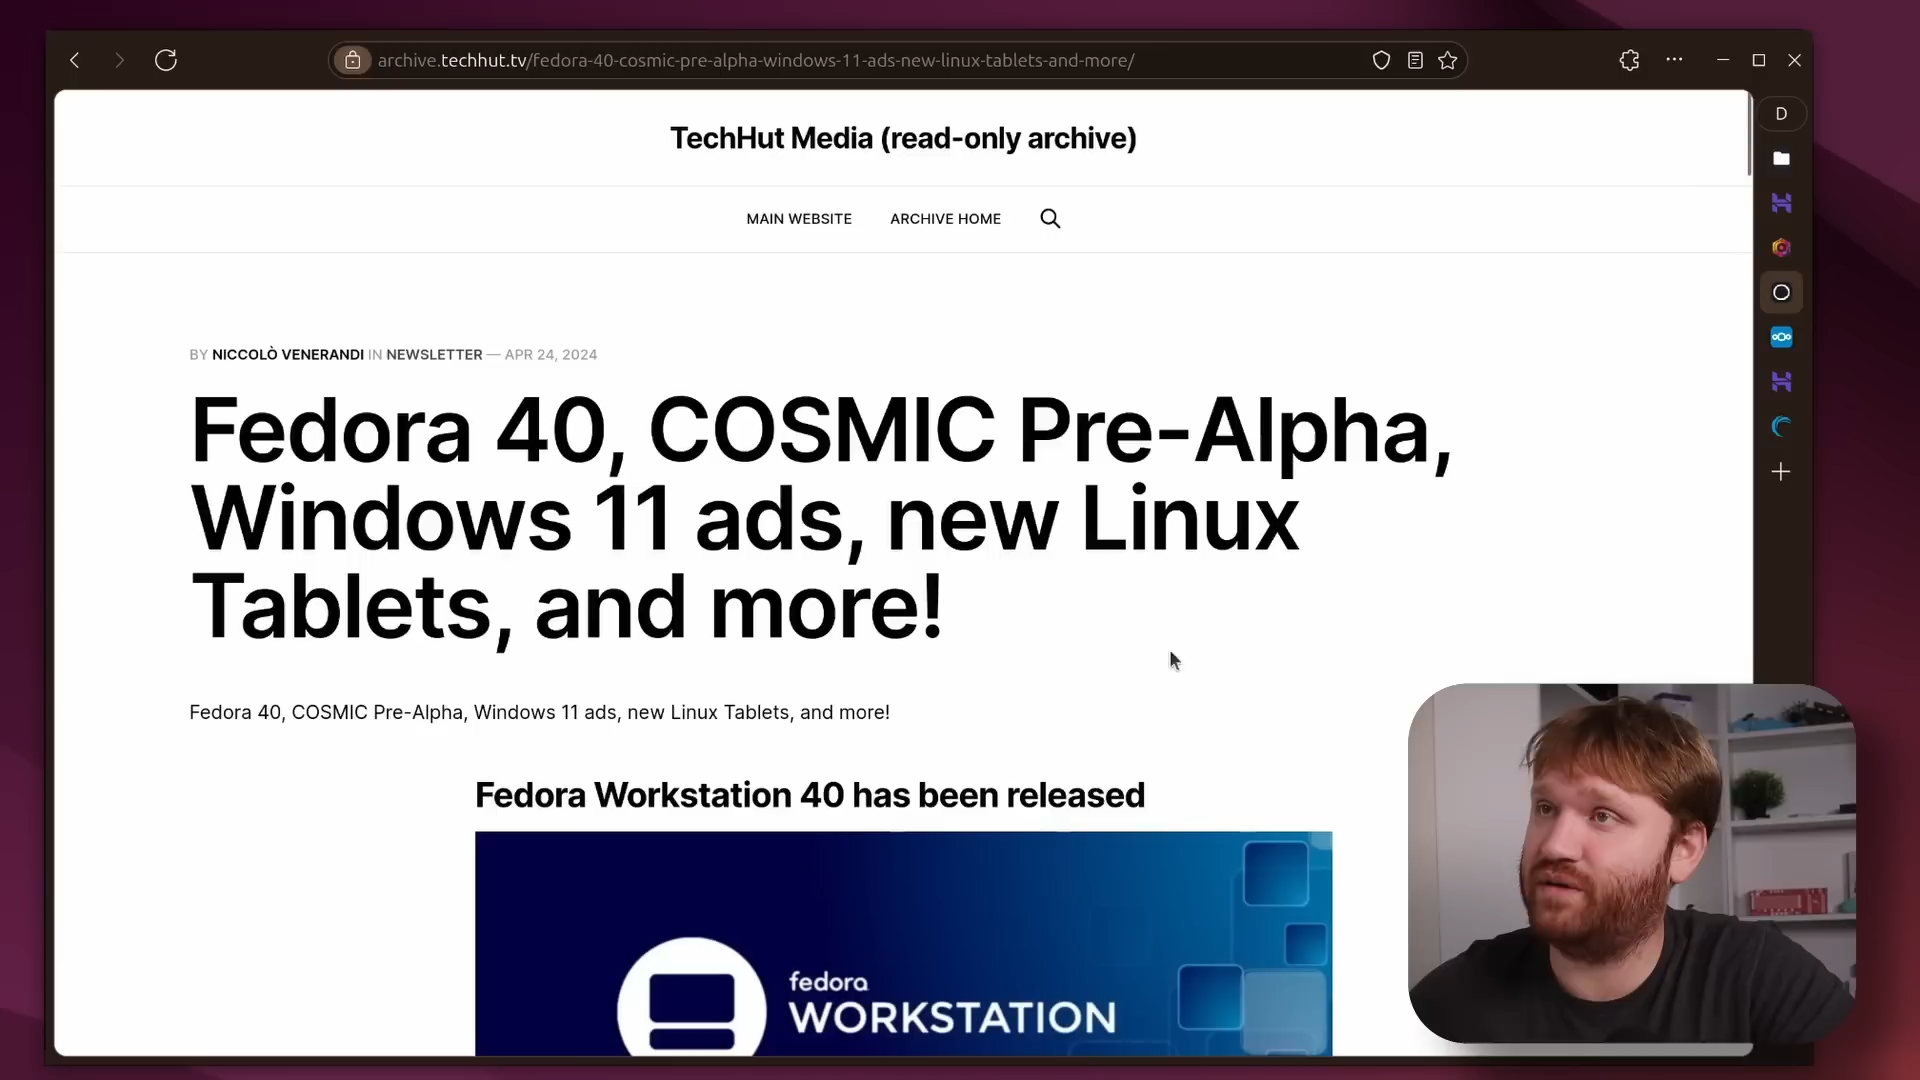 archive.techhut.tv/fedora-40-cosmic-pre-alpha-windows-11-ads-new-linux-tablets-and-more/
D
TechHut Media (read-only archive)
MAIN WEBSITE ARCHIVE HOME
BY NICCOLÒ VENERANDI IN NEWSLETTER — APR 24, 2024
Fedora 40, COSMIC Pre-Alpha,
Windows 11 ads, new Linux
Tablets, and more!
Fedora 40, COSMIC Pre-Alpha, Windows 11 ads, new Linux Tablets, and more!
Fedora Workstation 40 has been released
fedora
WORKSTATION